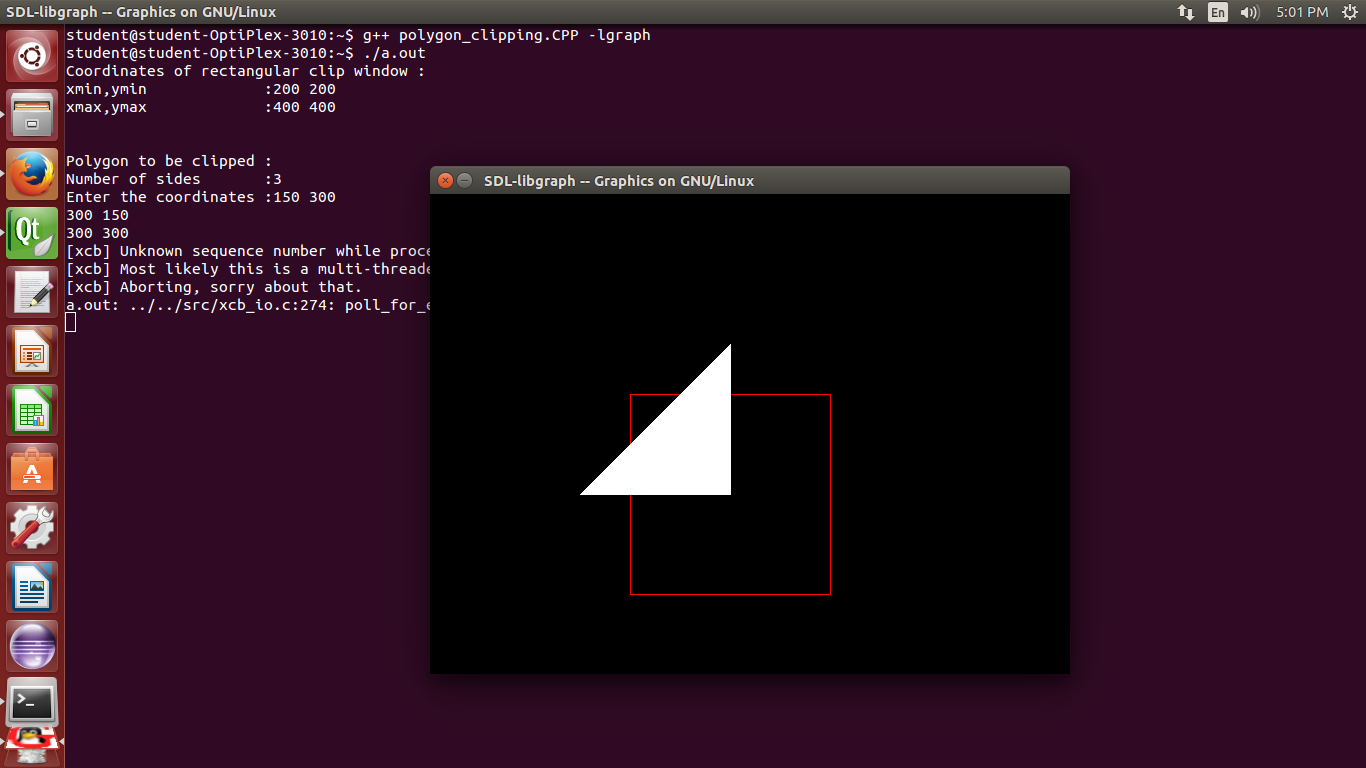 SDL-libgraph -- Graphics on GNU/Linux
En
5:01 PM
student@student-OptiPlex-3010:~$ g++ polygon_clipping.CPP -lgraph
student@student-OptiPlex-3010:~$ ./a.out
Coordinates of rectangular clip window :
xmin,ymin             :200 200
xmax,ymax             :400 400
Polygon to be clipped :
Number of sides       :3
Enter the coordinates :150 300
300 150
300 300
[xcb] Unknown sequence number while proce
[xcb] Most likely this is a multi-threade
[xcb] Aborting, sorry about that.
a.out: ../../src/xcb_io.c:274: poll_for_e
SDL-libgraph -- Graphics on GNU/Linux
Qt